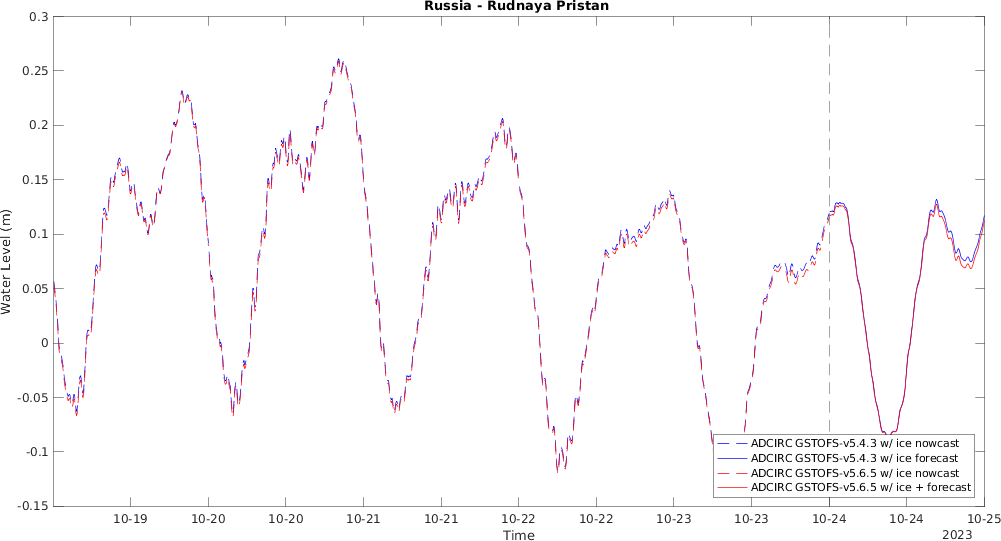 Russia - Rudnaya Pristan
0.3
0.25
0.2
0.15
0.1
0.05
0
-0.05
-0.1
-0.15
Water Level (m)
ADCIRC GSTOFS-v5.4.3 w/ ice nowcast
ADCIRC GSTOFS-v5.4.3 w/ ice forecast
ADCIRC GSTOFS-v5.6.5 w/ ice nowcast
ADCIRC GSTOFS-v5.6.5 w/ ice + forecast
10-19 10-20 10-20 10-21 10-21 10-22 10-22 10-23 10-23 10-24 10-24 10-25
Time
2023